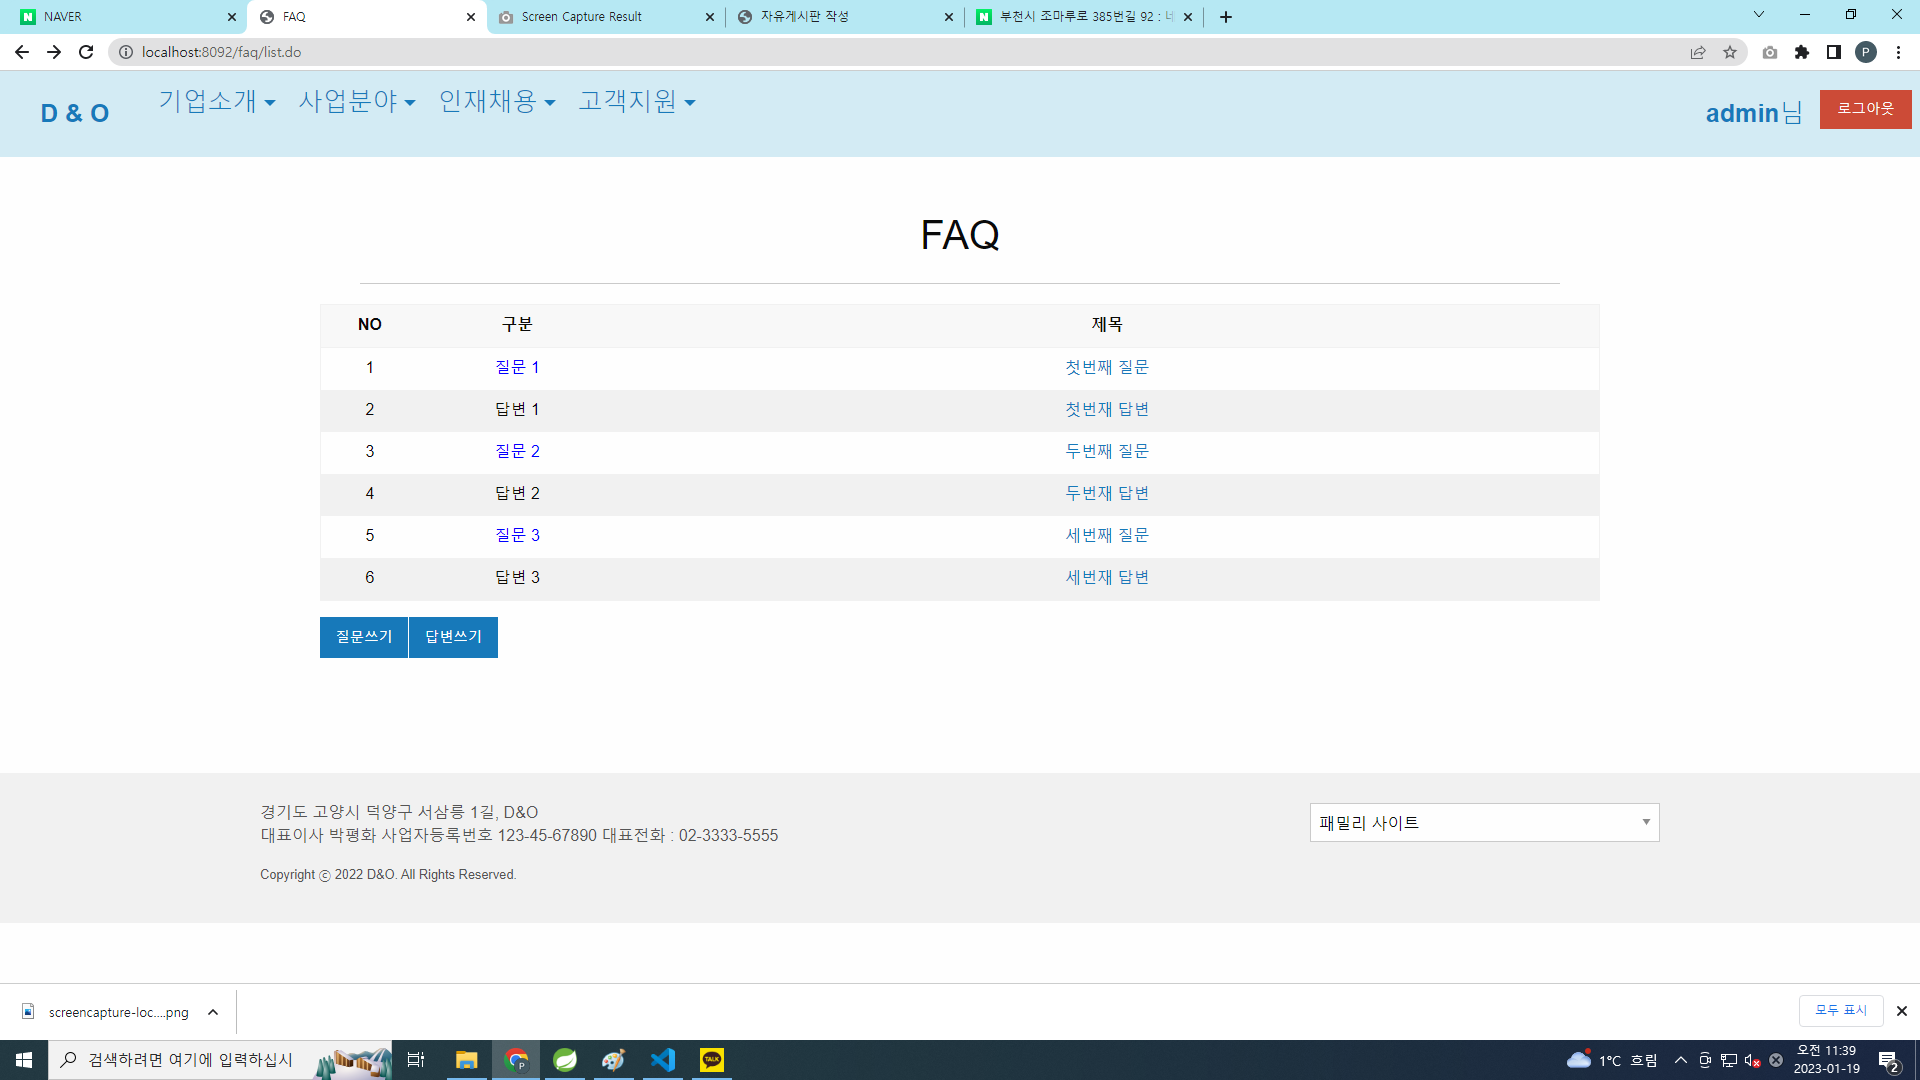 NAVER
FAQ
Screen Capture Result
자유게시판 작성
부천시 조마루로 385번길 92 : 네
localhost:8092/faq/list.do
P
D & O
기업소개
사업분야
인재채용
고객지원
admin님
로그아웃
FAQ
NO 구분 제목
1 질문 1 첫번째 질문
2 답변 1 첫번재 답변
3 질문 2 두번째 질문
4 답변 2 두번재 답변
5 질문 3 세번째 질문
6 답변 3 세번재 답변
질문쓰기
답변쓰기
경기도 고양시 덕양구 서삼릉 1길, D&O
대표이사 박평화 사업자등록번호 123-45-67890 대표전화 : 02-3333-5555
Copyright ⓒ 2022 D&O. All Rights Reserved.
패밀리 사이트
screencapture-loc....png
모두 표시
검색하려면 여기에 입력하십시
P
TALK
1°C 흐림
오전 11:39
2023-01-19
2